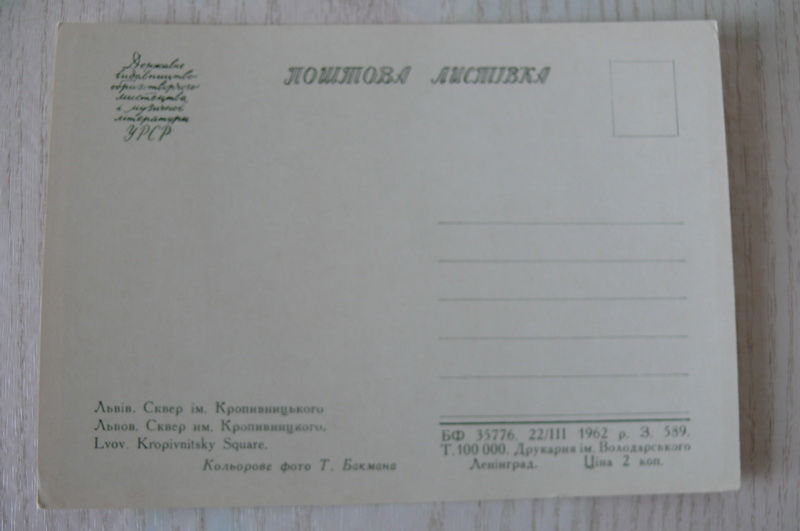 Державне
видавництво
образотворчого
мистецтва
і музичної
літератури
УРСР
ПОШТОВА ЛИСТІВКА
Львів. Сквер ім. Кропивницького
Львов. Сквер им. Кропивницкого.
Lvov. Kropivnitsky Square.
Кольорове фото Т. Бакмана
БФ 35776. 22/III 1962 р. З. 589.
Т. 100 000. Друкарня ім. Володарського
Ленінград. Ціна 2 коп.